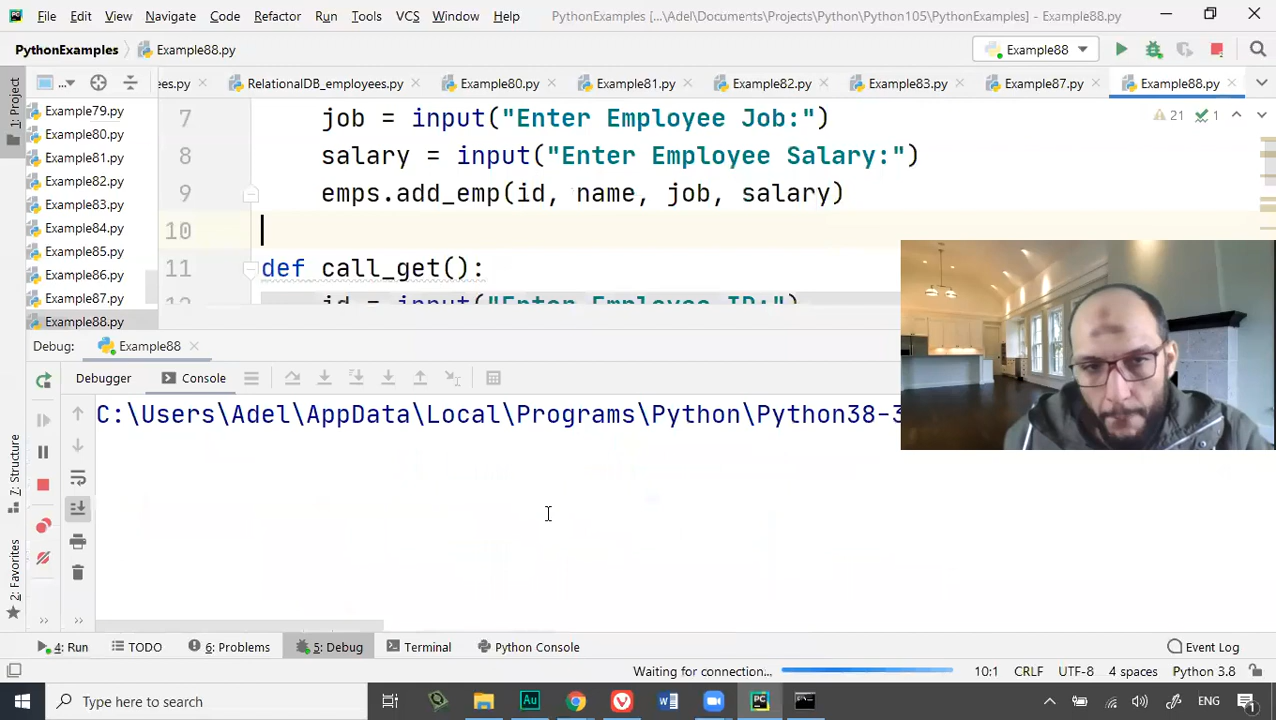 File Edit View Navigate Code Refactor Run Tools VCS Window Help PythonExamples [...\Adel\Documents\Projects\Python\Python105\PythonExamples] - Example88.py
PythonExamples Example88.py Example88
1: Project
...
ees.py RelationalDB_employees.py Example80.py Example81.py Example82.py Example83.py Example87.py Example88.py
Example79.py
Example80.py
Example81.py
Example82.py
Example83.py
Example84.py
Example85.py
Example86.py
Example87.py
Example88.py
21 1
7 job = input("Enter Employee Job:")
8 salary = input("Enter Employee Salary:")
9 emps.add_emp(id, name, job, salary)
10
11 def call_get():
12 id = input("Enter Employee ID:")
Debug: Example88
Debugger Console
C:\Users\Adel\AppData\Local\Programs\Python\Python38-3
Z: Structure
2: Favorites
4: Run TODO 6: Problems 5: Debug Terminal Python Console Event Log
Waiting for connection... 10:1 CRLF UTF-8 4 spaces Python 3.8
Type here to search ENG 1